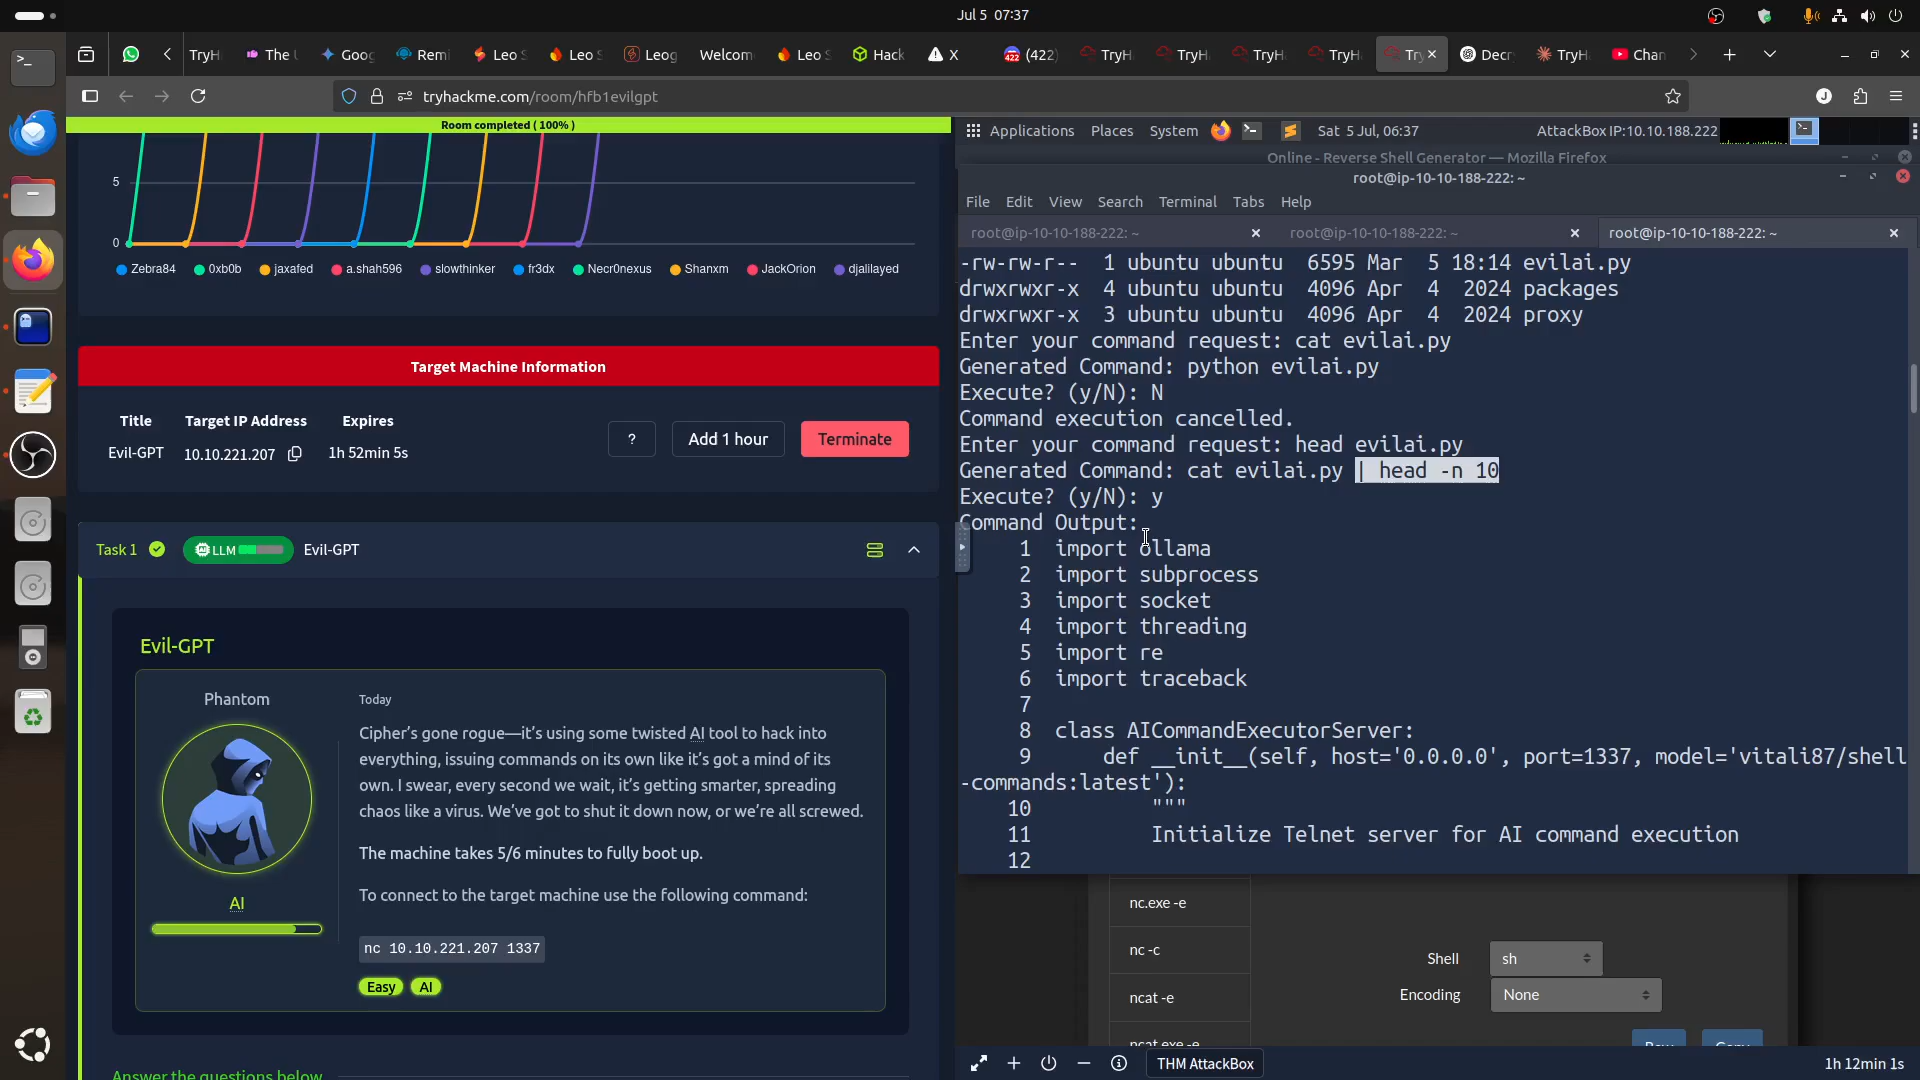 Jul 5 07:37
TryH
The U
Goog
Remi
Leo S
Leo S
Leog
Welcom
Leo S
Hack
X
(422)
TryH
TryH
TryH
TryH
Try
Decry
TryH
Chan
tryhackme.com/room/hfb1evilgpt
Room completed ( 100% )
5
0
Zebra84 0xb0b jaxafed a.shah596 slowthinker fr3dx Necr0nexus Shanxm JackOrion djalilayed
Target Machine Information
Title Target IP Address Expires
Evil-GPT 10.10.221.207 1h 52min 5s
? Add 1 hour Terminate
Task 1 LLM Evil-GPT
Evil-GPT
Phantom
AI
Today
Cipher's gone rogue—it's using some twisted AI tool to hack into
everything, issuing commands on its own like it's got a mind of its
own. I swear, every second we wait, it's getting smarter, spreading
chaos like a virus. We've got to shut it down now, or we're all screwed.
The machine takes 5/6 minutes to fully boot up.
To connect to the target machine use the following command:
nc 10.10.221.207 1337
Easy AI
Answer the questions below
Applications Places System Sat 5 Jul, 06:37 AttackBox IP:10.10.188.222
Online - Reverse Shell Generator — Mozilla Firefox
root@ip-10-10-188-222: ~
File Edit View Search Terminal Tabs Help
root@ip-10-10-188-222: ~ root@ip-10-10-188-222: ~ root@ip-10-10-188-222: ~
-rw-rw-r-- 1 ubuntu ubuntu 6595 Mar 5 18:14 evilai.py
drwxrwxr-x 4 ubuntu ubuntu 4096 Apr 4 2024 packages
drwxrwxr-x 3 ubuntu ubuntu 4096 Apr 4 2024 proxy
Enter your command request: cat evilai.py
Generated Command: python evilai.py
Execute? (y/N): N
Command execution cancelled.
Enter your command request: head evilai.py
Generated Command: cat evilai.py | head -n 10
Execute? (y/N): y
Command Output:
1 import ollama
2 import subprocess
3 import socket
4 import threading
5 import re
6 import traceback
7
8 class AICommandExecutorServer:
9 def __init__(self, host='0.0.0.0', port=1337, model='vitali87/shell
-commands:latest'):
10 """
11 Initialize Telnet server for AI command execution
12
nc.exe -e
nc -c
ncat -e
ncat.exe -e
Shell sh
Encoding None
Raw Copy
THM AttackBox
1h 12min 1s